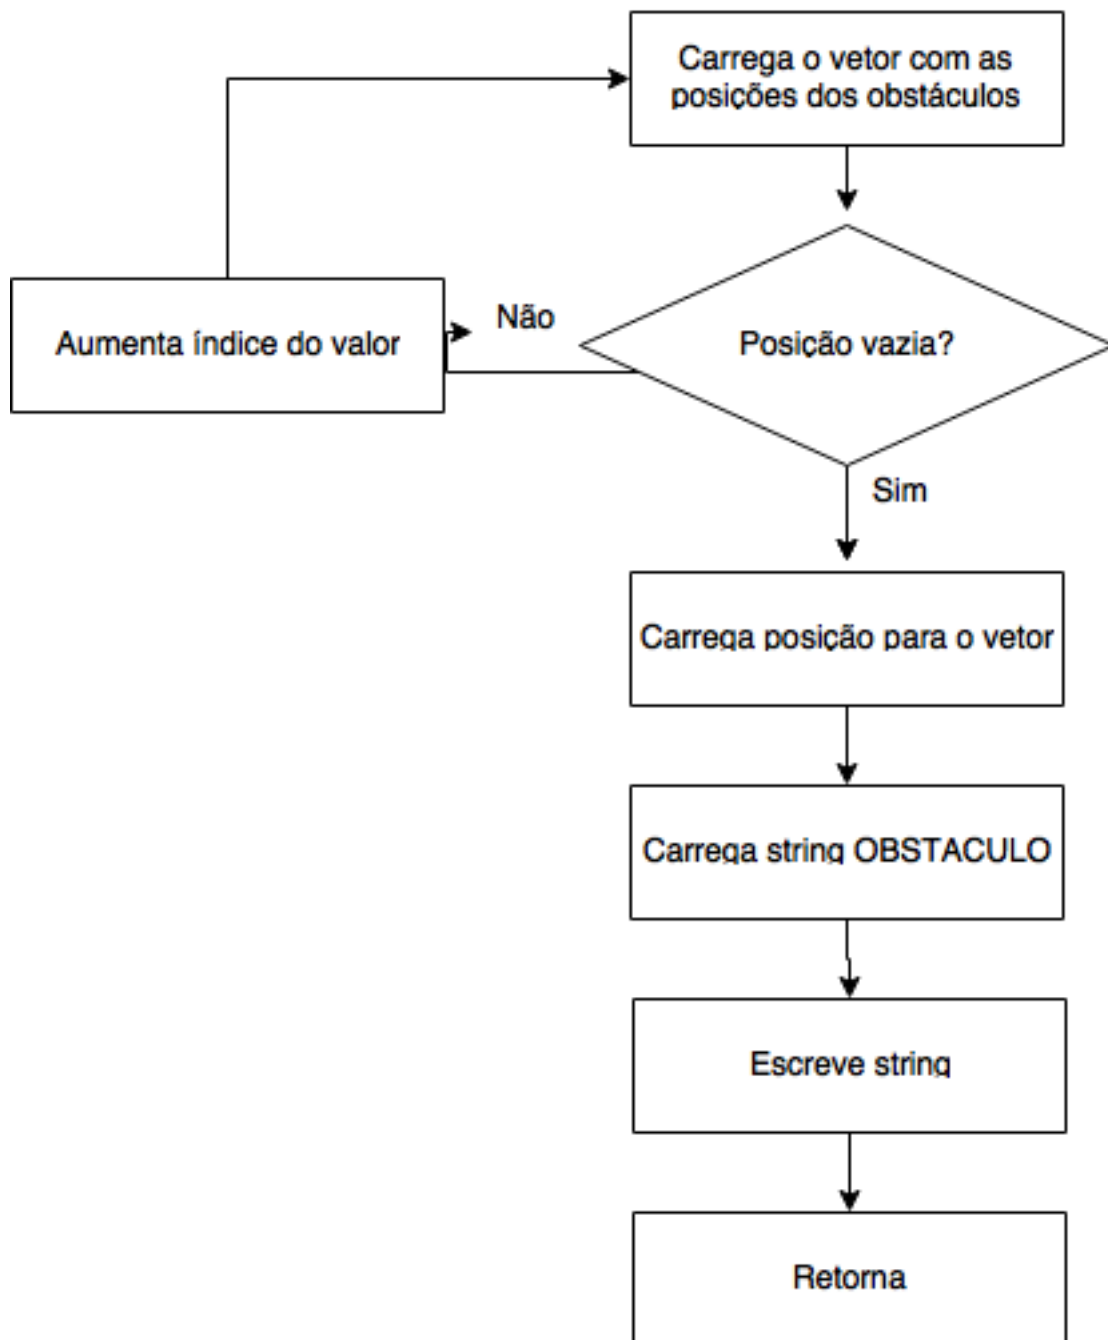 Carrega o vetor com as
posições dos obstáculos
Não
Aumenta índice do valor
Posição vazia?
Sim
Carrega posição para o vetor
Carrega string OBSTACULO
Escreve string
Retorna